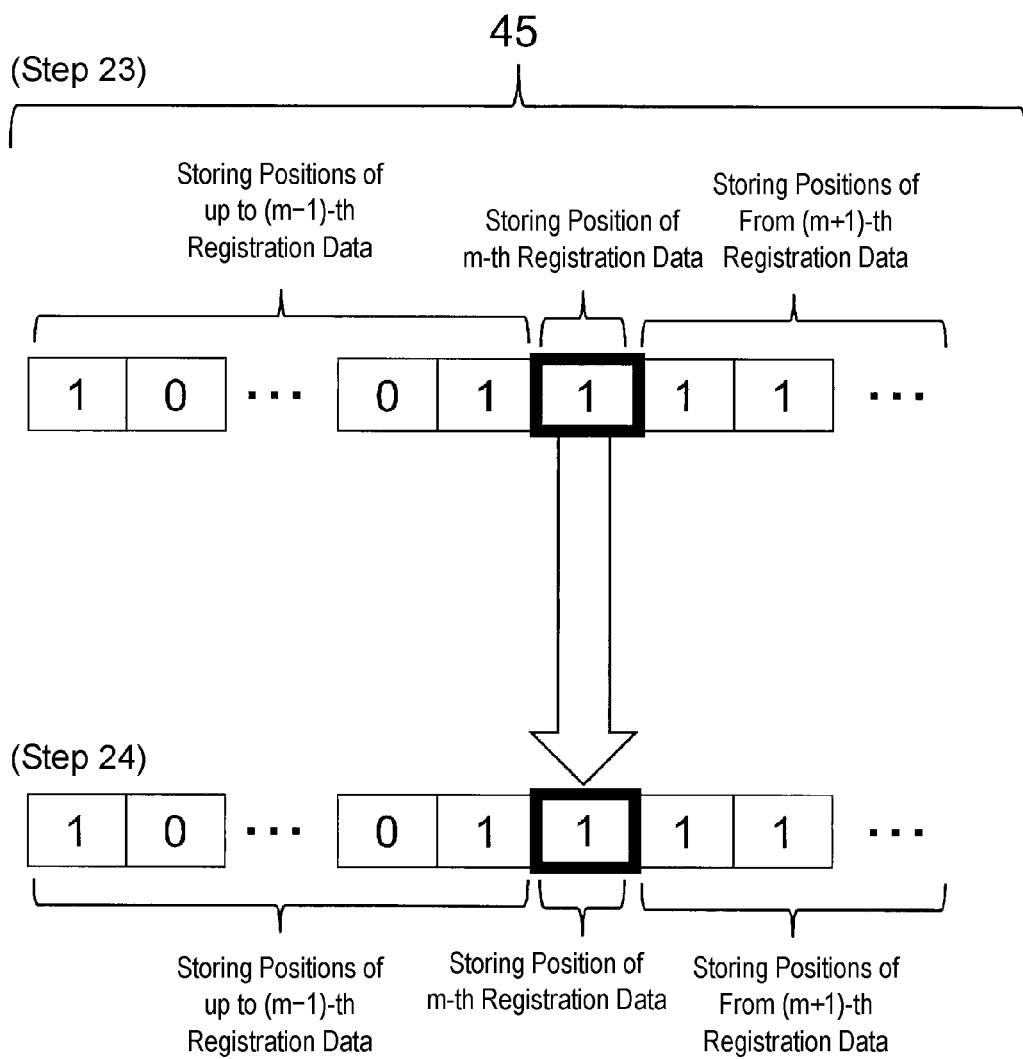 45
(Step 23)
Storing Positions of
up to (m−1)-th
Registration Data
Storing Position of
m-th Registration Data
Storing Positions of
From (m+1)-th
Registration Data
1 0 ··· 0 1 1 1 1 ···
(Step 24)
1 0 ··· 0 1 1 1 1 ···
Storing Positions of
up to (m−1)-th
Registration Data
Storing Position of
m-th Registration Data
Storing Positions of
From (m+1)-th
Registration Data